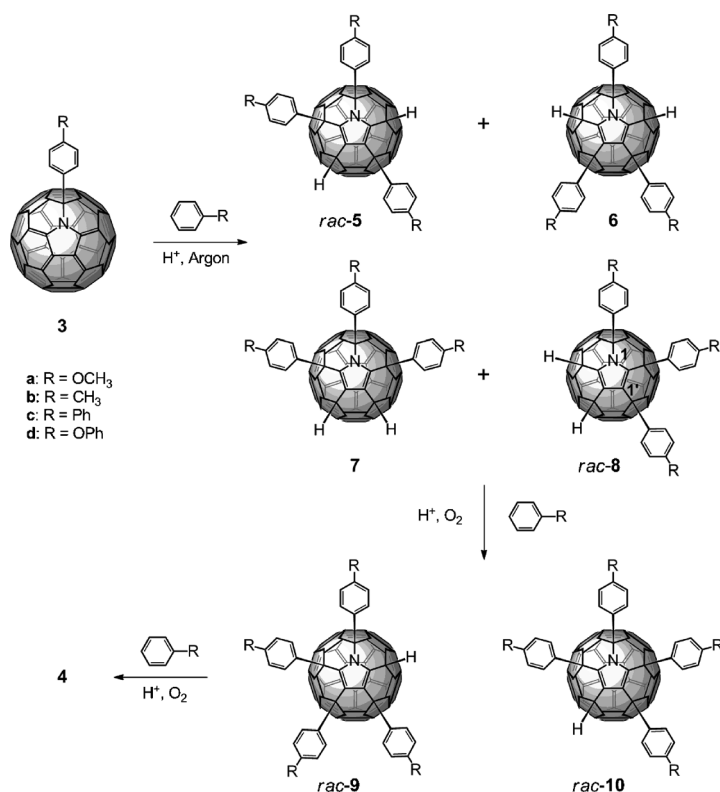 R
R
R
R
N
H
H
N
H
+
R
N
R
H⁺, Argon
H
R
R
R
rac-5
6
3
R
R
R
R
R
N
H
N
1
R
a: R = OCH₃
b: R = CH₃
c: R = Ph
d: R = OPh
+
1'
H
H
H
7
rac-8
R
H⁺, O₂
R
R
R
R
R
N
H
R
N
R
4
H⁺, O₂
H
R
R
R
rac-9
rac-10